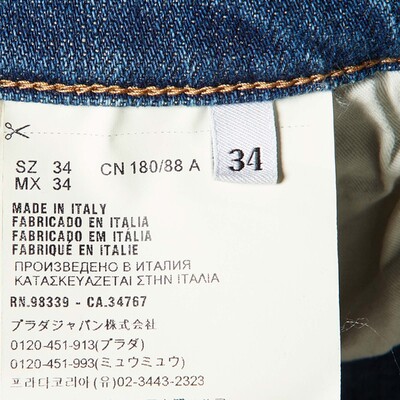 SZ 34 CN 180/88 A
MX 34
34
MADE IN ITALY
FABRICADO EN ITALIA
FABRICADO EM ITÁLIA
FABRIQUÉ EN ITALIE
ПРОИЗВЕДЕНО В ИТАЛИЯ
ΚΑΤΑΣΚΕΥΑΖΕΤΑΙ ΣΤΗΝ ΙΤΑΛΙΑ
RN.98339 - CA.34767
プラダジャパン株式会社
0120-451-913(プラダ)
0120-451-993(ミュウミュウ)
프라다코리아 (유)02-3443-2323